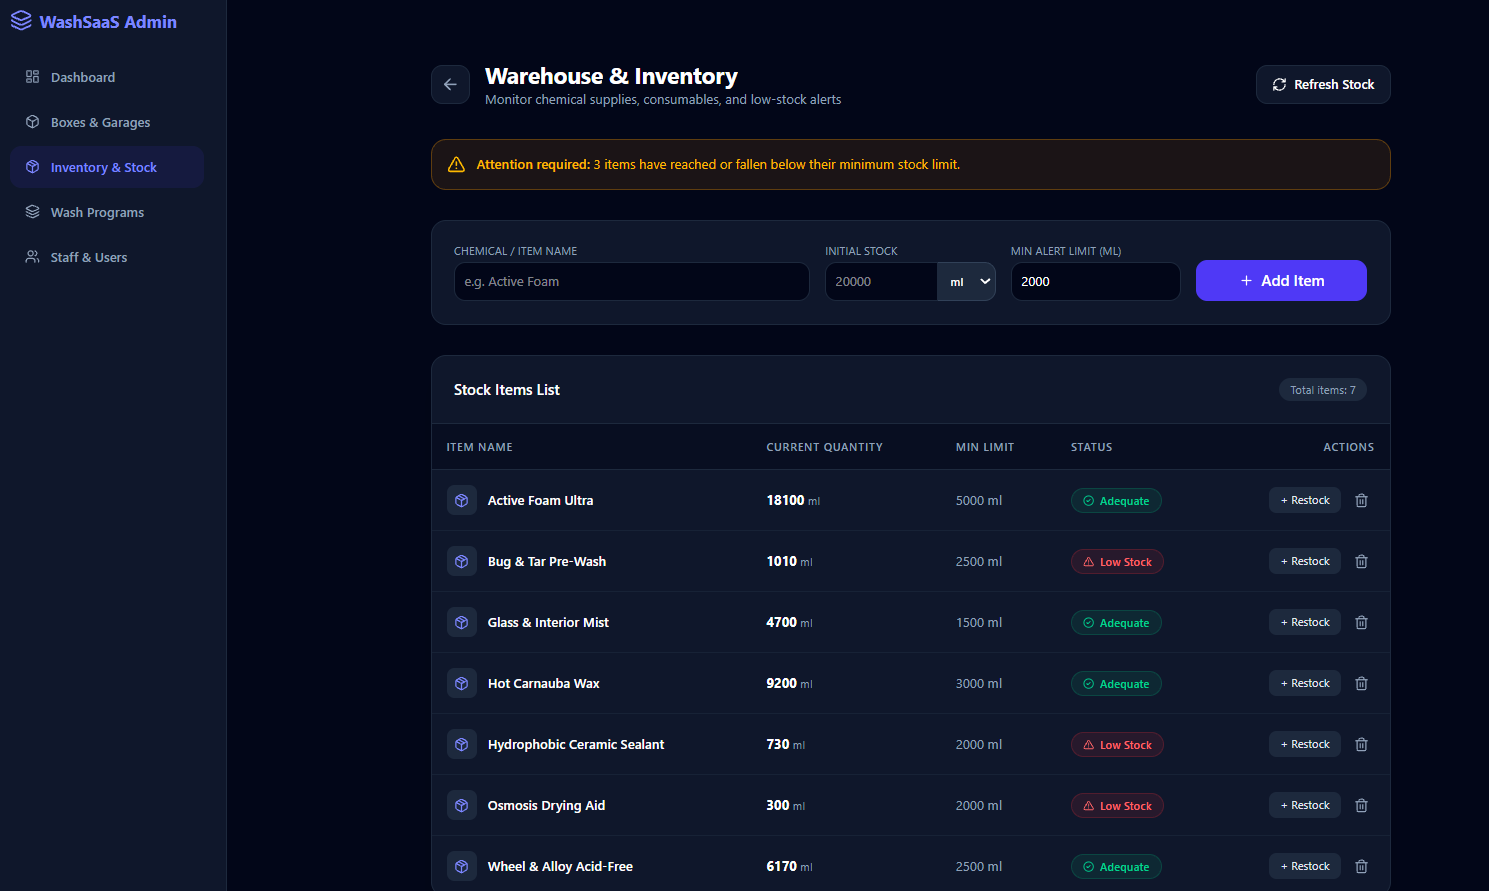 WashSaaS Admin
Dashboard
Boxes & Garages
Inventory & Stock
Wash Programs
Staff & Users
Warehouse & Inventory
Monitor chemical supplies, consumables, and low-stock alerts
Refresh Stock
Attention required: 3 items have reached or fallen below their minimum stock limit.
CHEMICAL / ITEM NAME INITIAL STOCK MIN ALERT LIMIT (ML)
e.g. Active Foam 20000 ml 2000 + Add Item
Stock Items List Total items: 7
ITEM NAME CURRENT QUANTITY MIN LIMIT STATUS ACTIONS
Active Foam Ultra 18100 ml 5000 ml Adequate + Restock
Bug & Tar Pre-Wash 1010 ml 2500 ml Low Stock + Restock
Glass & Interior Mist 4700 ml 1500 ml Adequate + Restock
Hot Carnauba Wax 9200 ml 3000 ml Adequate + Restock
Hydrophobic Ceramic Sealant 730 ml 2000 ml Low Stock + Restock
Osmosis Drying Aid 300 ml 2000 ml Low Stock + Restock
Wheel & Alloy Acid-Free 6170 ml 2500 ml Adequate + Restock